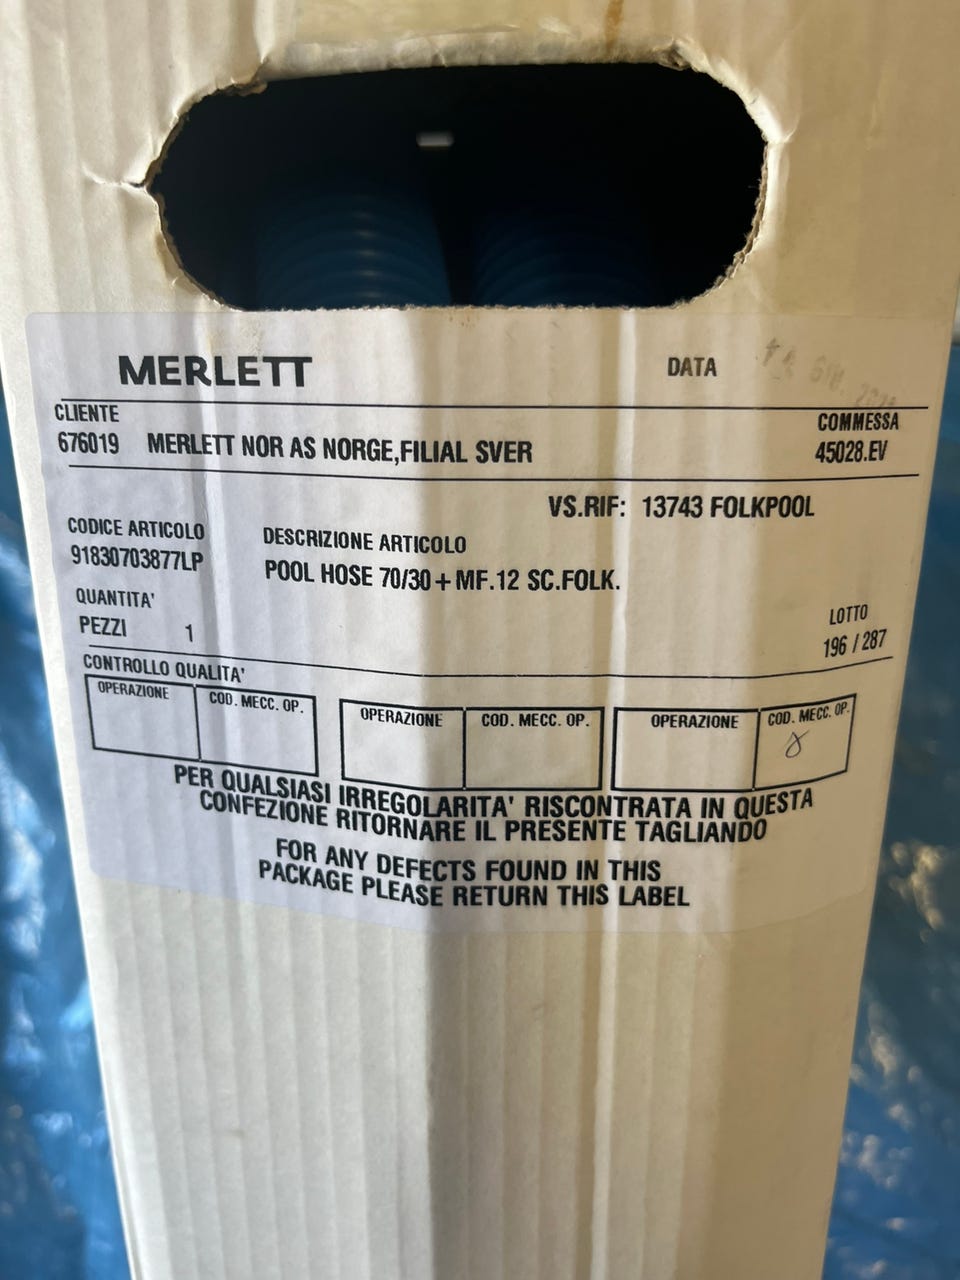 MERLETT
DATA
CLIENTE
676019 MERLETT NOR AS NORGE,FILIAL SVER
COMMESSA
45028.EV
VS.RIF: 13743 FOLKPOOL
CODICE ARTICOLO
91830703877LP
DESCRIZIONE ARTICOLO
POOL HOSE 70/30 + MF.12 SC.FOLK.
QUANTITA'
PEZZI 1
LOTTO
196 / 287
CONTROLLO QUALITA'
OPERAZIONE COD. MECC. OP. OPERAZIONE COD. MECC. OP. OPERAZIONE COD. MECC. OP.
PER QUALSIASI IRREGOLARITA' RISCONTRATA IN QUESTA
CONFEZIONE RITORNARE IL PRESENTE TAGLIANDO
FOR ANY DEFECTS FOUND IN THIS
PACKAGE PLEASE RETURN THIS LABEL